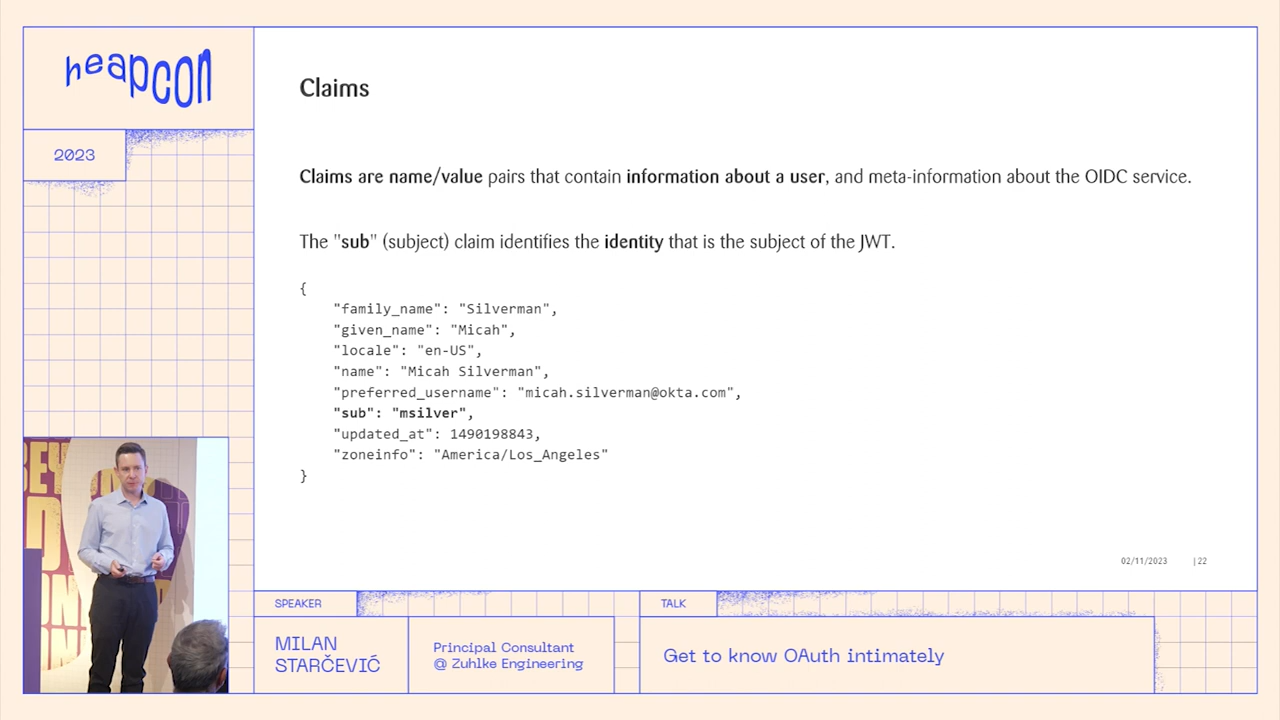 heapcon
2023
Claims
Claims are name/value pairs that contain information about a user, and meta-information about the OIDC service.
The "sub" (subject) claim identifies the identity that is the subject of the JWT.
{
    "family_name": "Silverman",
    "given_name": "Micah",
    "locale": "en-US",
    "name": "Micah Silverman",
    "preferred_username": "micah.silverman@okta.com",
    "sub": "msilver",
    "updated_at": 1490198843,
    "zoneinfo": "America/Los_Angeles"
}
02/11/2023 | 22
SPEAKER
MILAN
STARČEVIĆ
Principal Consultant
@ Zuhlke Engineering
TALK
Get to know OAuth intimately